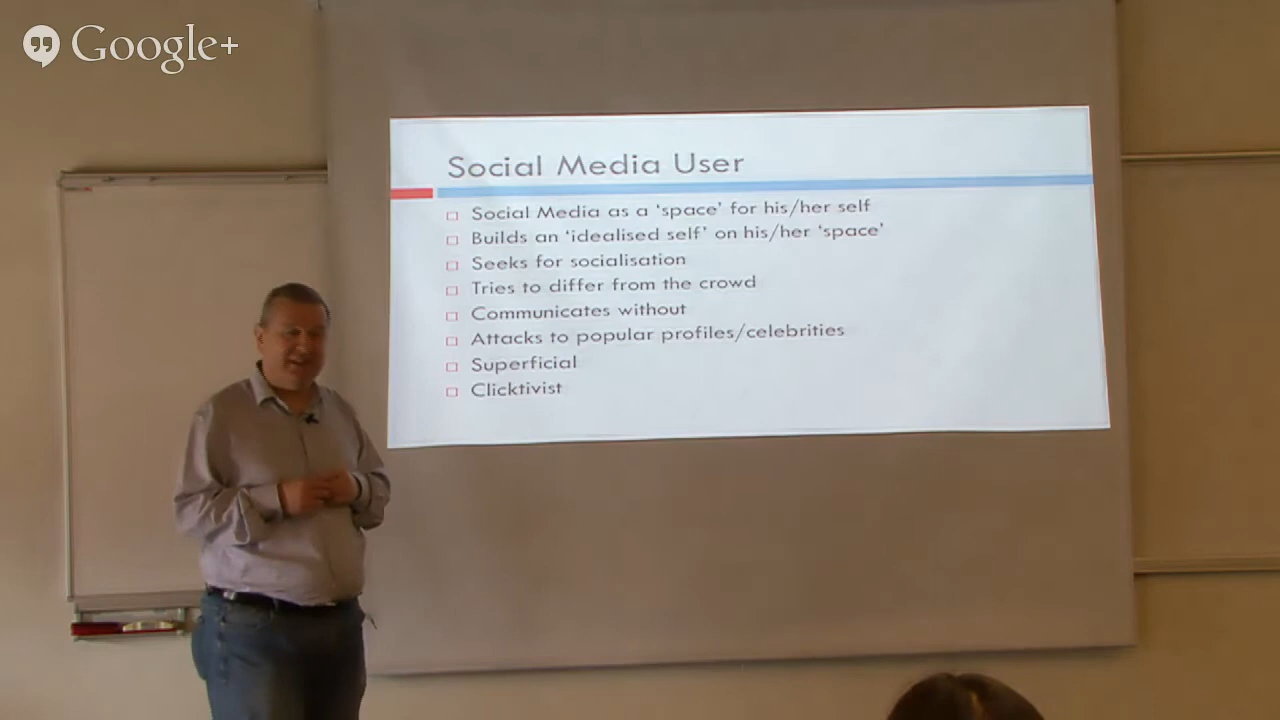 Google+
Social Media User
Social Media as a ‘space’ for his/her self
Builds an ‘idealised self’ on his/her ‘space’
Seeks for socialisation
Tries to differ from the crowd
Communicates without
Attacks to popular profiles/celebrities
Superficial
Clicktivist